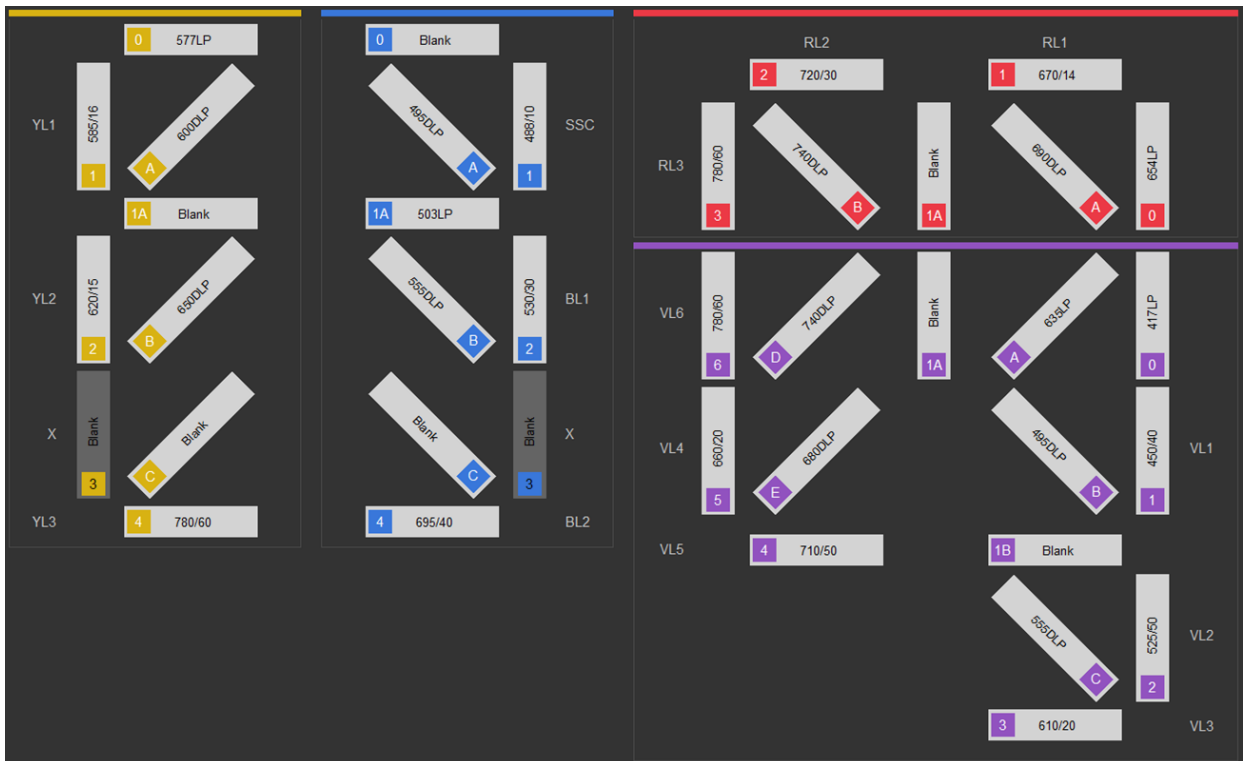 0 577LP
YL1 585/16 1 600DLP A
1A Blank
YL2 620/15 2 650DLP B
X Blank 3 Blank C
YL3 4 780/60
0 Blank
495DLP A 488/10 1 SSC
1A 503LP
555DLP B 530/30 2 BL1
Blank C Blank 3 X
4 695/40 BL2
RL2 RL1
2 720/30 1 670/14
RL3 780/60 3 740DLP B Blank 1A 690DLP A 654LP 0
VL6 780/60 6 740DLP D Blank 1A 635LP A 417LP 0
VL4 660/20 5 680DLP E 495DLP B 450/40 1 VL1
VL5 4 710/50 1B Blank
555DLP C 525/50 2 VL2
3 610/20 VL3